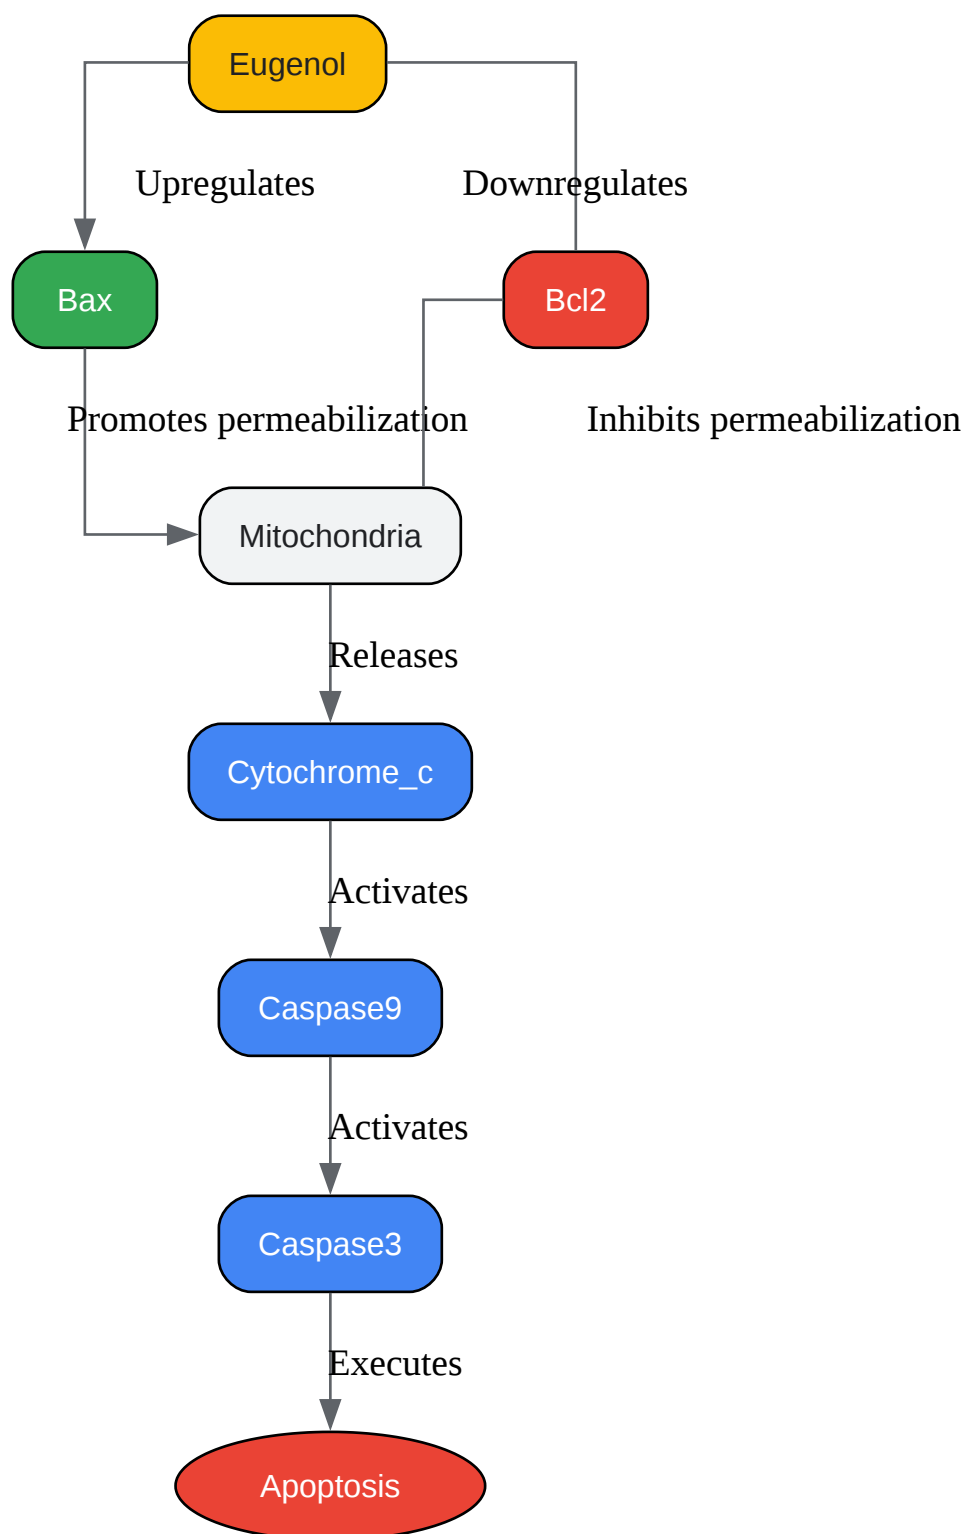 Eugenol
Upregulates
Downregulates
Bax
Bcl2
Promotes permeabilization
Inhibits permeabilization
Mitochondria
Releases
Cytochrome_c
Activates
Caspase9
Activates
Caspase3
Executes
Apoptosis